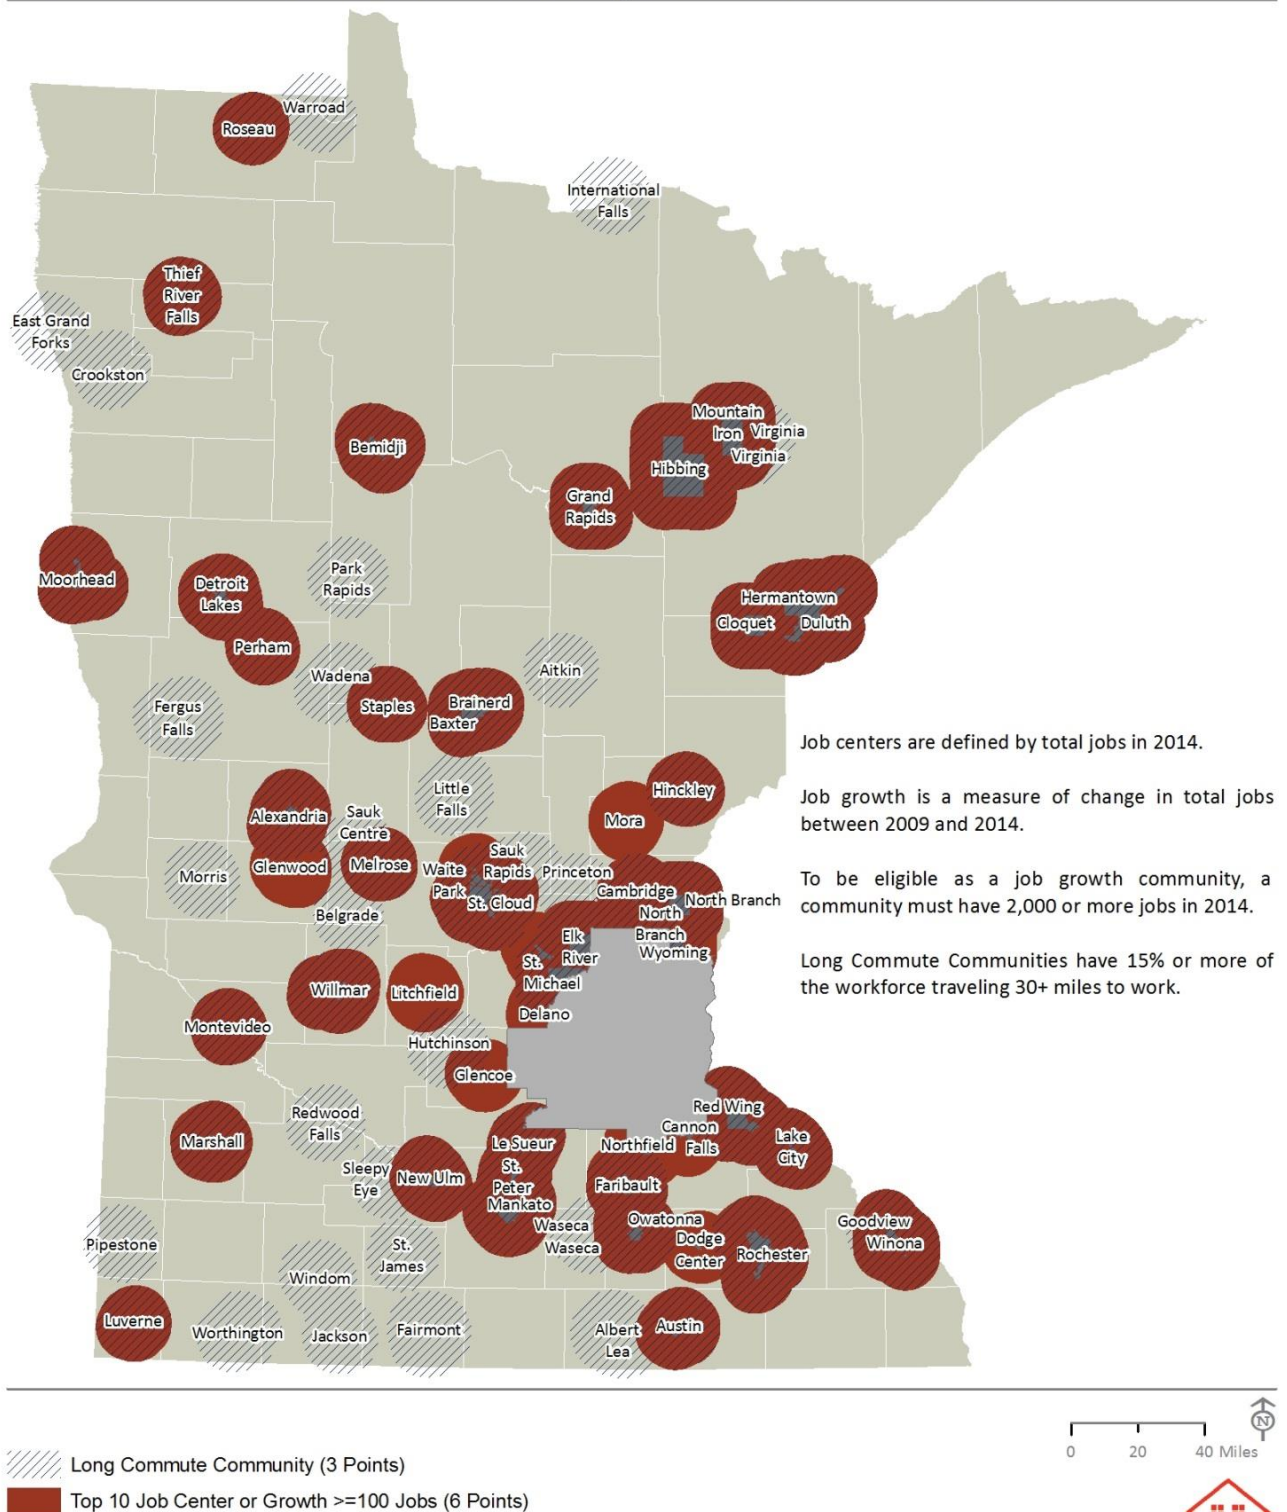 Warroad
Roseau
International
Falls
Thief
River
Falls
East Grand
Forks
Crookston
Mountain
Iron
Virginia
Virginia
Bemidji
Hibbing
Grand
Rapids
Moorhead
Detroit
Lakes
Park
Rapids
Hermantown
Cloquet
Duluth
Perham
Wadena
Aitkin
Staples
Brainerd
Baxter
Fergus
Falls
Job centers are defined by total jobs in 2014.
Job growth is a measure of change in total jobs
between 2009 and 2014.
To be eligible as a job growth community, a
community must have 2,000 or more jobs in 2014.
Long Commute Communities have 15% or more of
the workforce traveling 30+ miles to work.
Little
Falls
Hinckley
Mora
Alexandria
Sauk
Centre
Glenwood
Melrose
Waite
Park
Sauk
Rapids
St. Cloud
Princeton
Cambridge
North Branch
North
Branch
Morris
Belgrade
Elk
River
Wyoming
St.
Michael
Delano
Willmar
Litchfield
Montevideo
Hutchinson
Glencoe
Redwood
Falls
Marshall
Sleepy
Eye
New Ulm
Le Sueur
St.
Peter
Mankato
Northfield
Cannon
Falls
Red Wing
Lake
City
Faribault
Waseca
Waseca
Owatonna
Dodge
Center
Rochester
Goodview
Winona
Pipestone
St.
James
Windom
Luverne
Worthington
Jackson
Fairmont
Albert
Lea
Austin
N
0 20 40 Miles
Long Commute Community (3 Points)
Top 10 Job Center or Growth >=100 Jobs (6 Points)